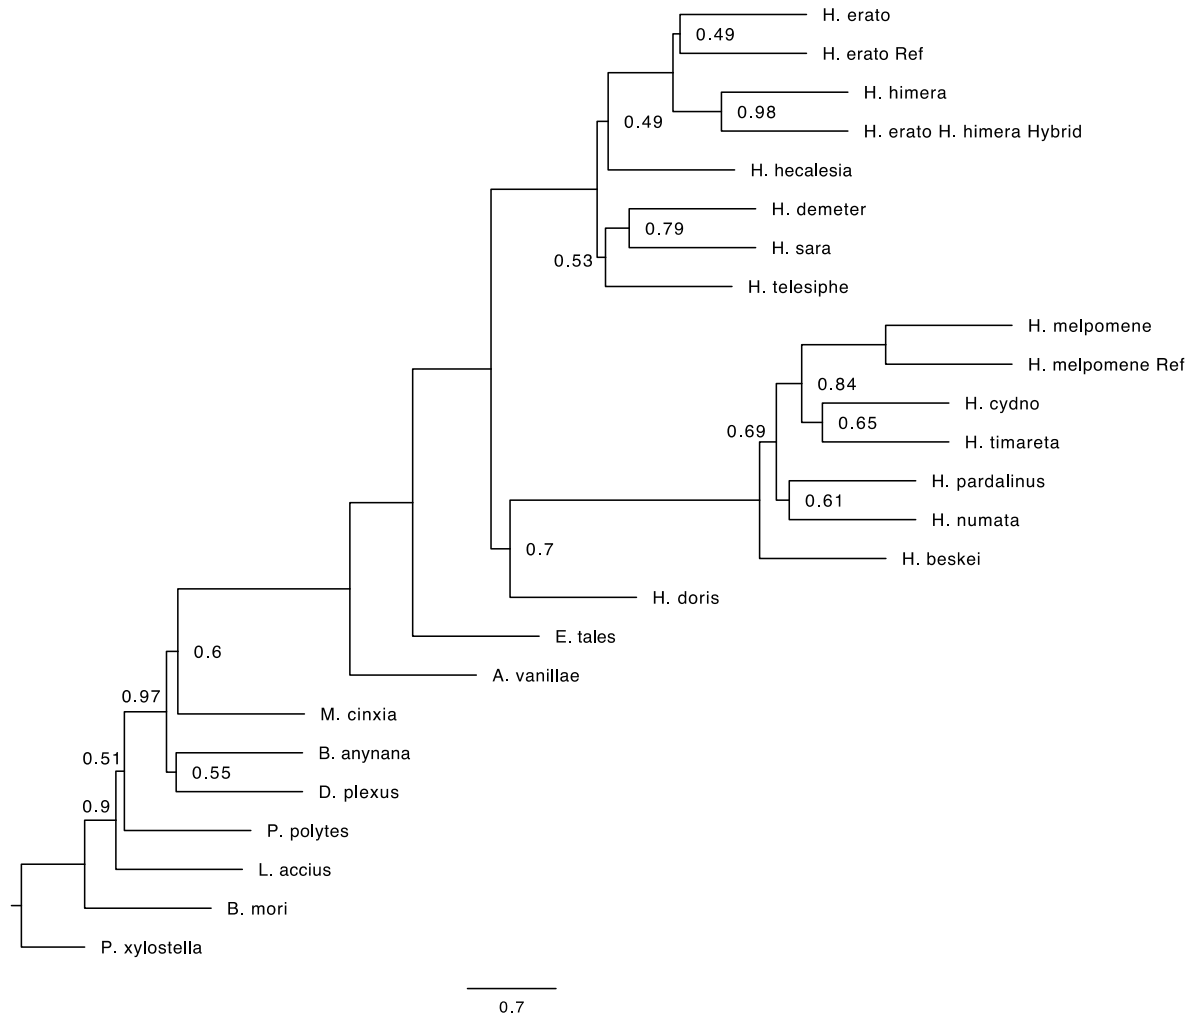 H. erato
0.49
H. erato Ref
H. himera
0.98
0.49
H. erato H. himera Hybrid
H. hecalesia
H. demeter
0.79
H. sara
0.53
H. telesiphe
H. melpomene
H. melpomene Ref
0.84
H. cydno
0.65
0.69
H. timareta
H. pardalinus
0.61
H. numata
0.7
H. beskei
H. doris
E. tales
0.6
A. vanillae
0.97
M. cinxia
B. anynana
0.51
0.55
D. plexus
0.9
P. polytes
L. accius
B. mori
P. xylostella
0.7